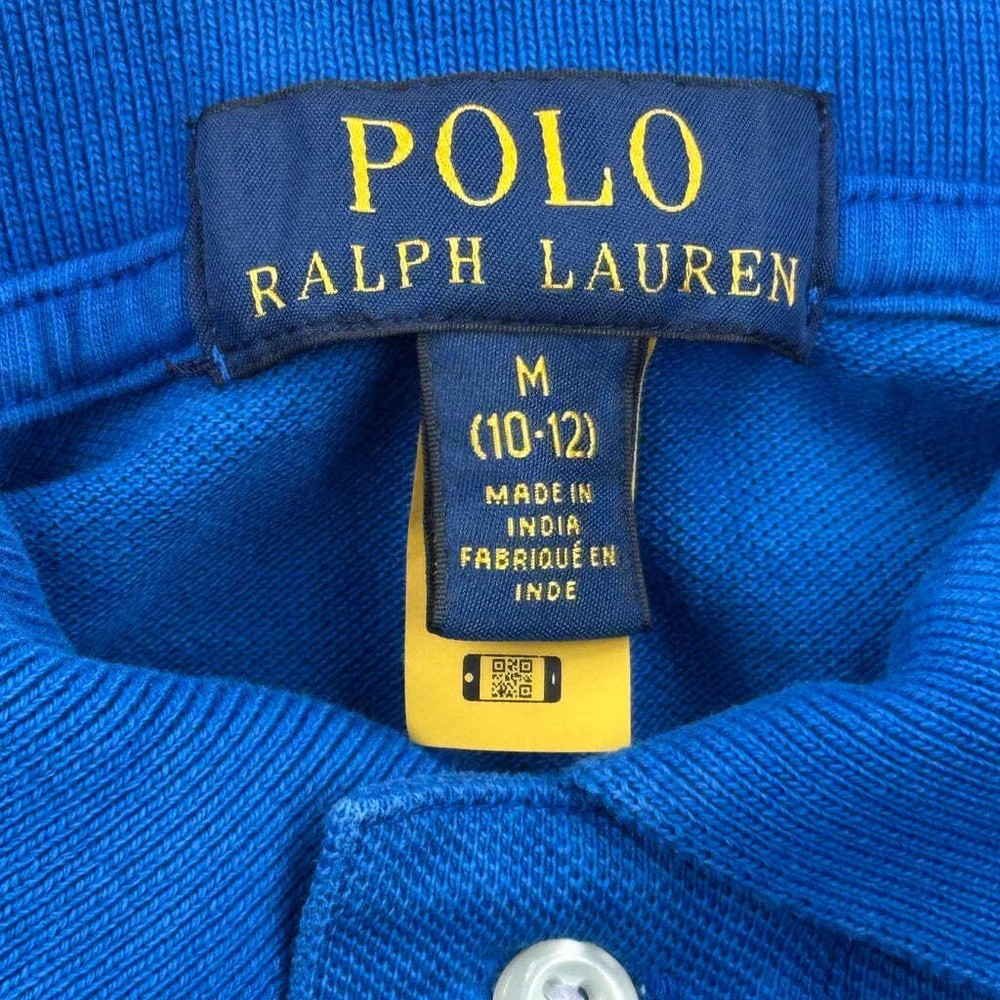 POLO
RALPH LAUREN
M
(10-12)
MADE IN
INDIA
FABRIQUÉ EN
INDE